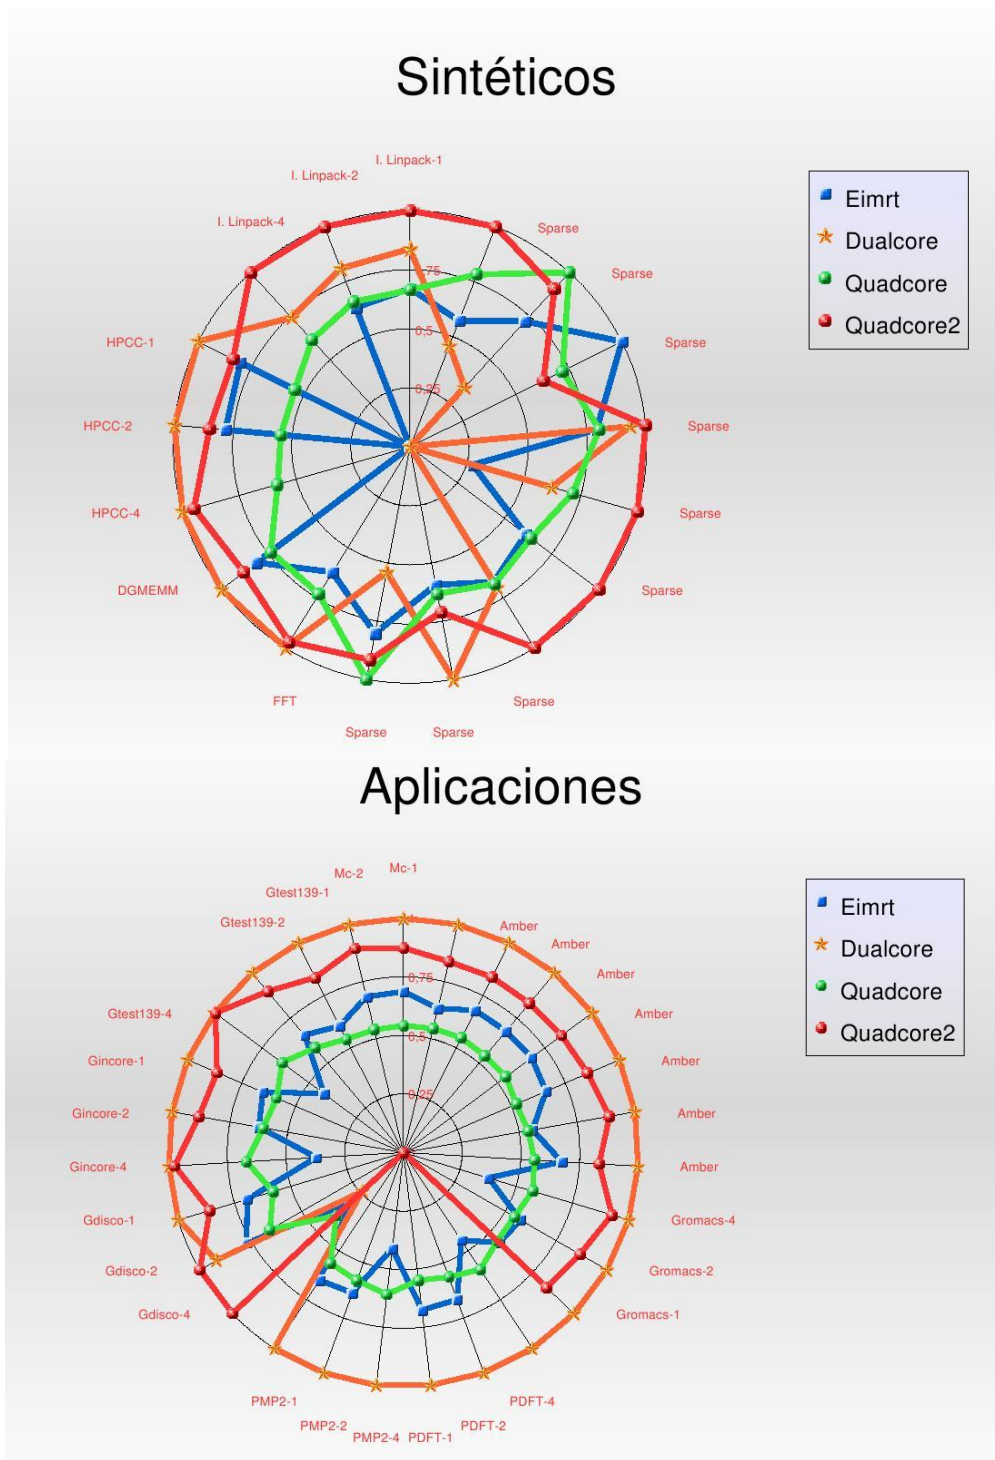 Sintéticos
I. Linpack-1
I. Linpack-2
I. Linpack-4
HPCC-1
HPCC-2
HPCC-4
DGMEMM
FFT
Sparse
Sparse
Sparse
Sparse
Sparse
Sparse
Sparse
Sparse
Sparse
0,5
0,25
Eimrt
Dualcore
Quadcore
Quadcore2
Aplicaciones
Mc-1
Mc-2
Gtest139-1
Gtest139-2
Gtest139-4
Gincore-1
Gincore-2
Gincore-4
Gdisco-1
Gdisco-2
Gdisco-4
PMP2-1
PMP2-2
PMP2-4
PDFT-1
PDFT-2
PDFT-4
Gromacs-1
Gromacs-2
Gromacs-4
Amber
Amber
Amber
Amber
Amber
Amber
Amber
0,75
0,5
0,25
Eimrt
Dualcore
Quadcore
Quadcore2